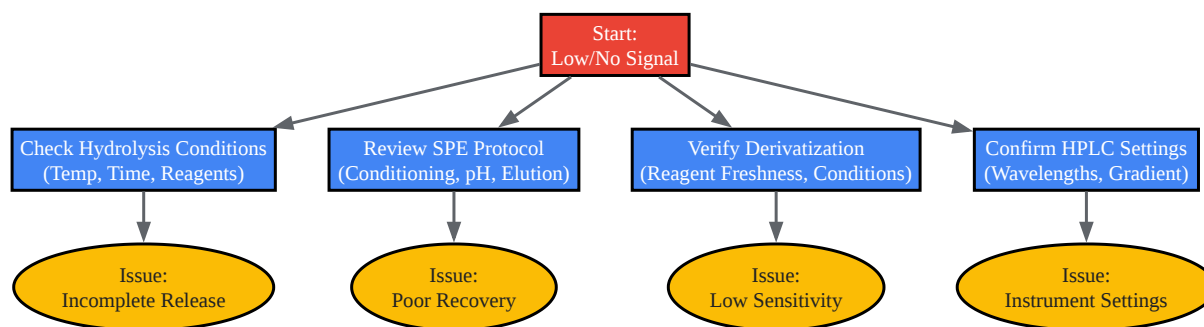 Start:
Low/No Signal
Check Hydrolysis Conditions
(Temp, Time, Reagents)
Review SPE Protocol
(Conditioning, pH, Elution)
Verify Derivatization
(Reagent Freshness, Conditions)
Confirm HPLC Settings
(Wavelengths, Gradient)
Issue:
Incomplete Release
Issue:
Poor Recovery
Issue:
Low Sensitivity
Issue:
Instrument Settings